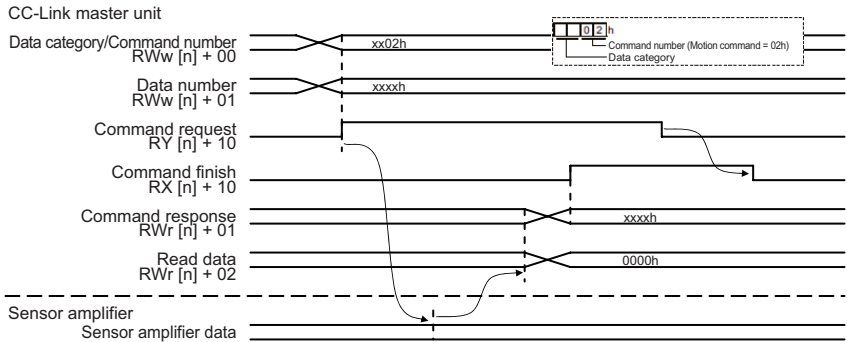 CC-Link master unit
Data category/Command number
RWw [n] + 00
xx02h
0 2 h
Command number (Motion command = 02h)
Data category
Data number
RWw [n] + 01
xxxxh
Command request
RY [n] + 10
Command finish
RX [n] + 10
Command response
RWr [n] + 01
xxxxh
Read data
RWr [n] + 02
0000h
Sensor amplifier
Sensor amplifier data